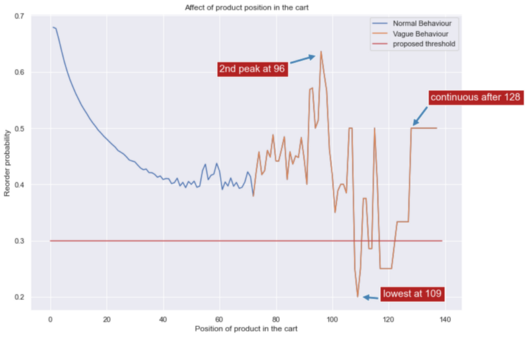 Affect of product position in the cart
Normal Behaviour
Vague Behaviour
proposed threshold
2nd peak at 96
continuous after 128
lowest at 109
Reorder probability
0.7
0.6
0.5
0.4
0.3
0.2
0 20 40 60 80 100 120 140
Position of product in the cart